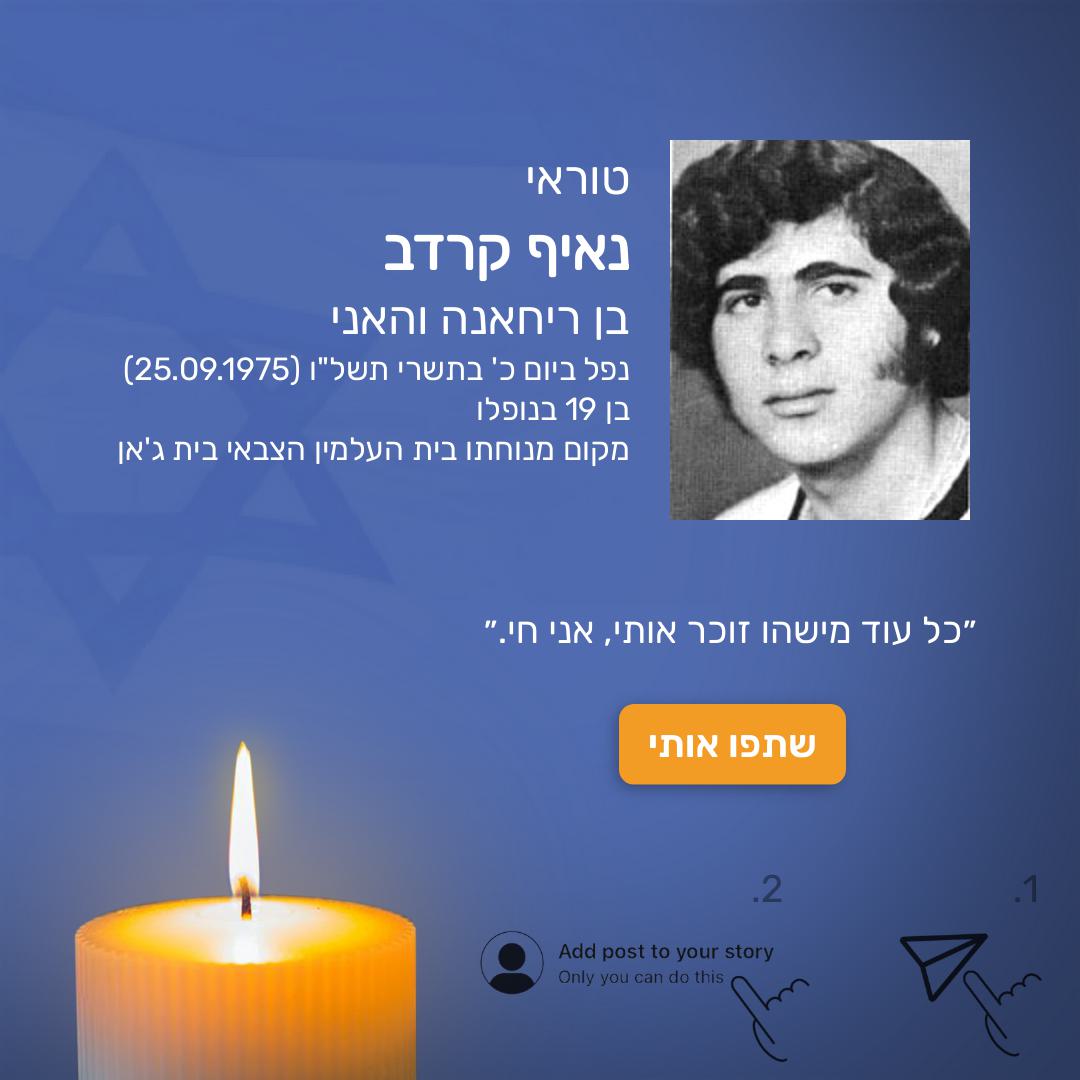 טוראי
נאיף קרדב
בן ריחאנה והאני
נפל ביום כ' בתשרי תשל"ו (25.09.1975)
בן 19 בנופלו
מקום מנוחתו בית העלמין הצבאי בית ג'אן
״כל עוד מישהו זוכר אותי, אני חי.״
שתפו אותי
.1
.2
Add post to your story
Only you can do this